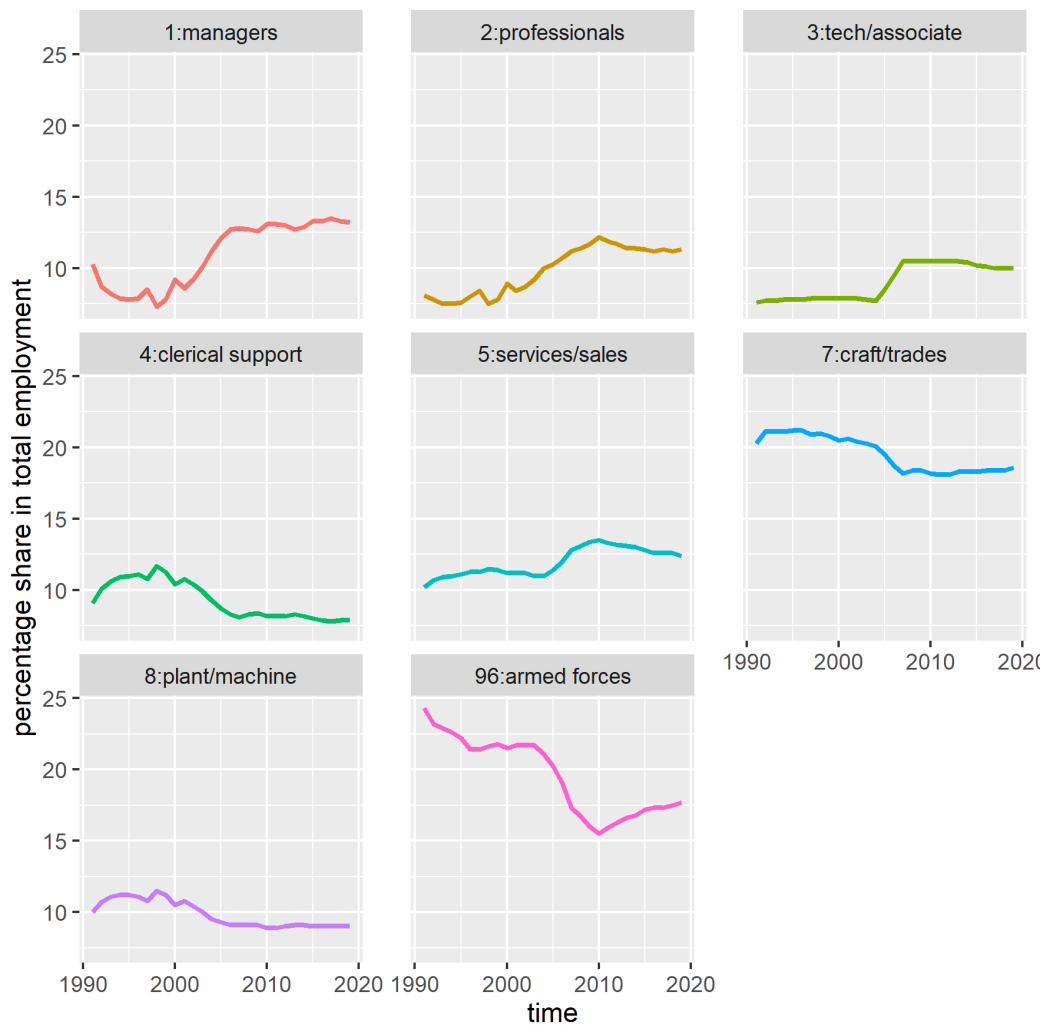 1:managers
2:professionals
3:tech/associate
25
20
15
10
4:clerical support
5:services/sales
7:craft/trades
25
20
15
10
1990
2000
2010
2020
8:plant/machine
96:armed forces
25
20
15
10
1990
2000
2010
2020
1990
2000
2010
2020
time
percentage share in total employment